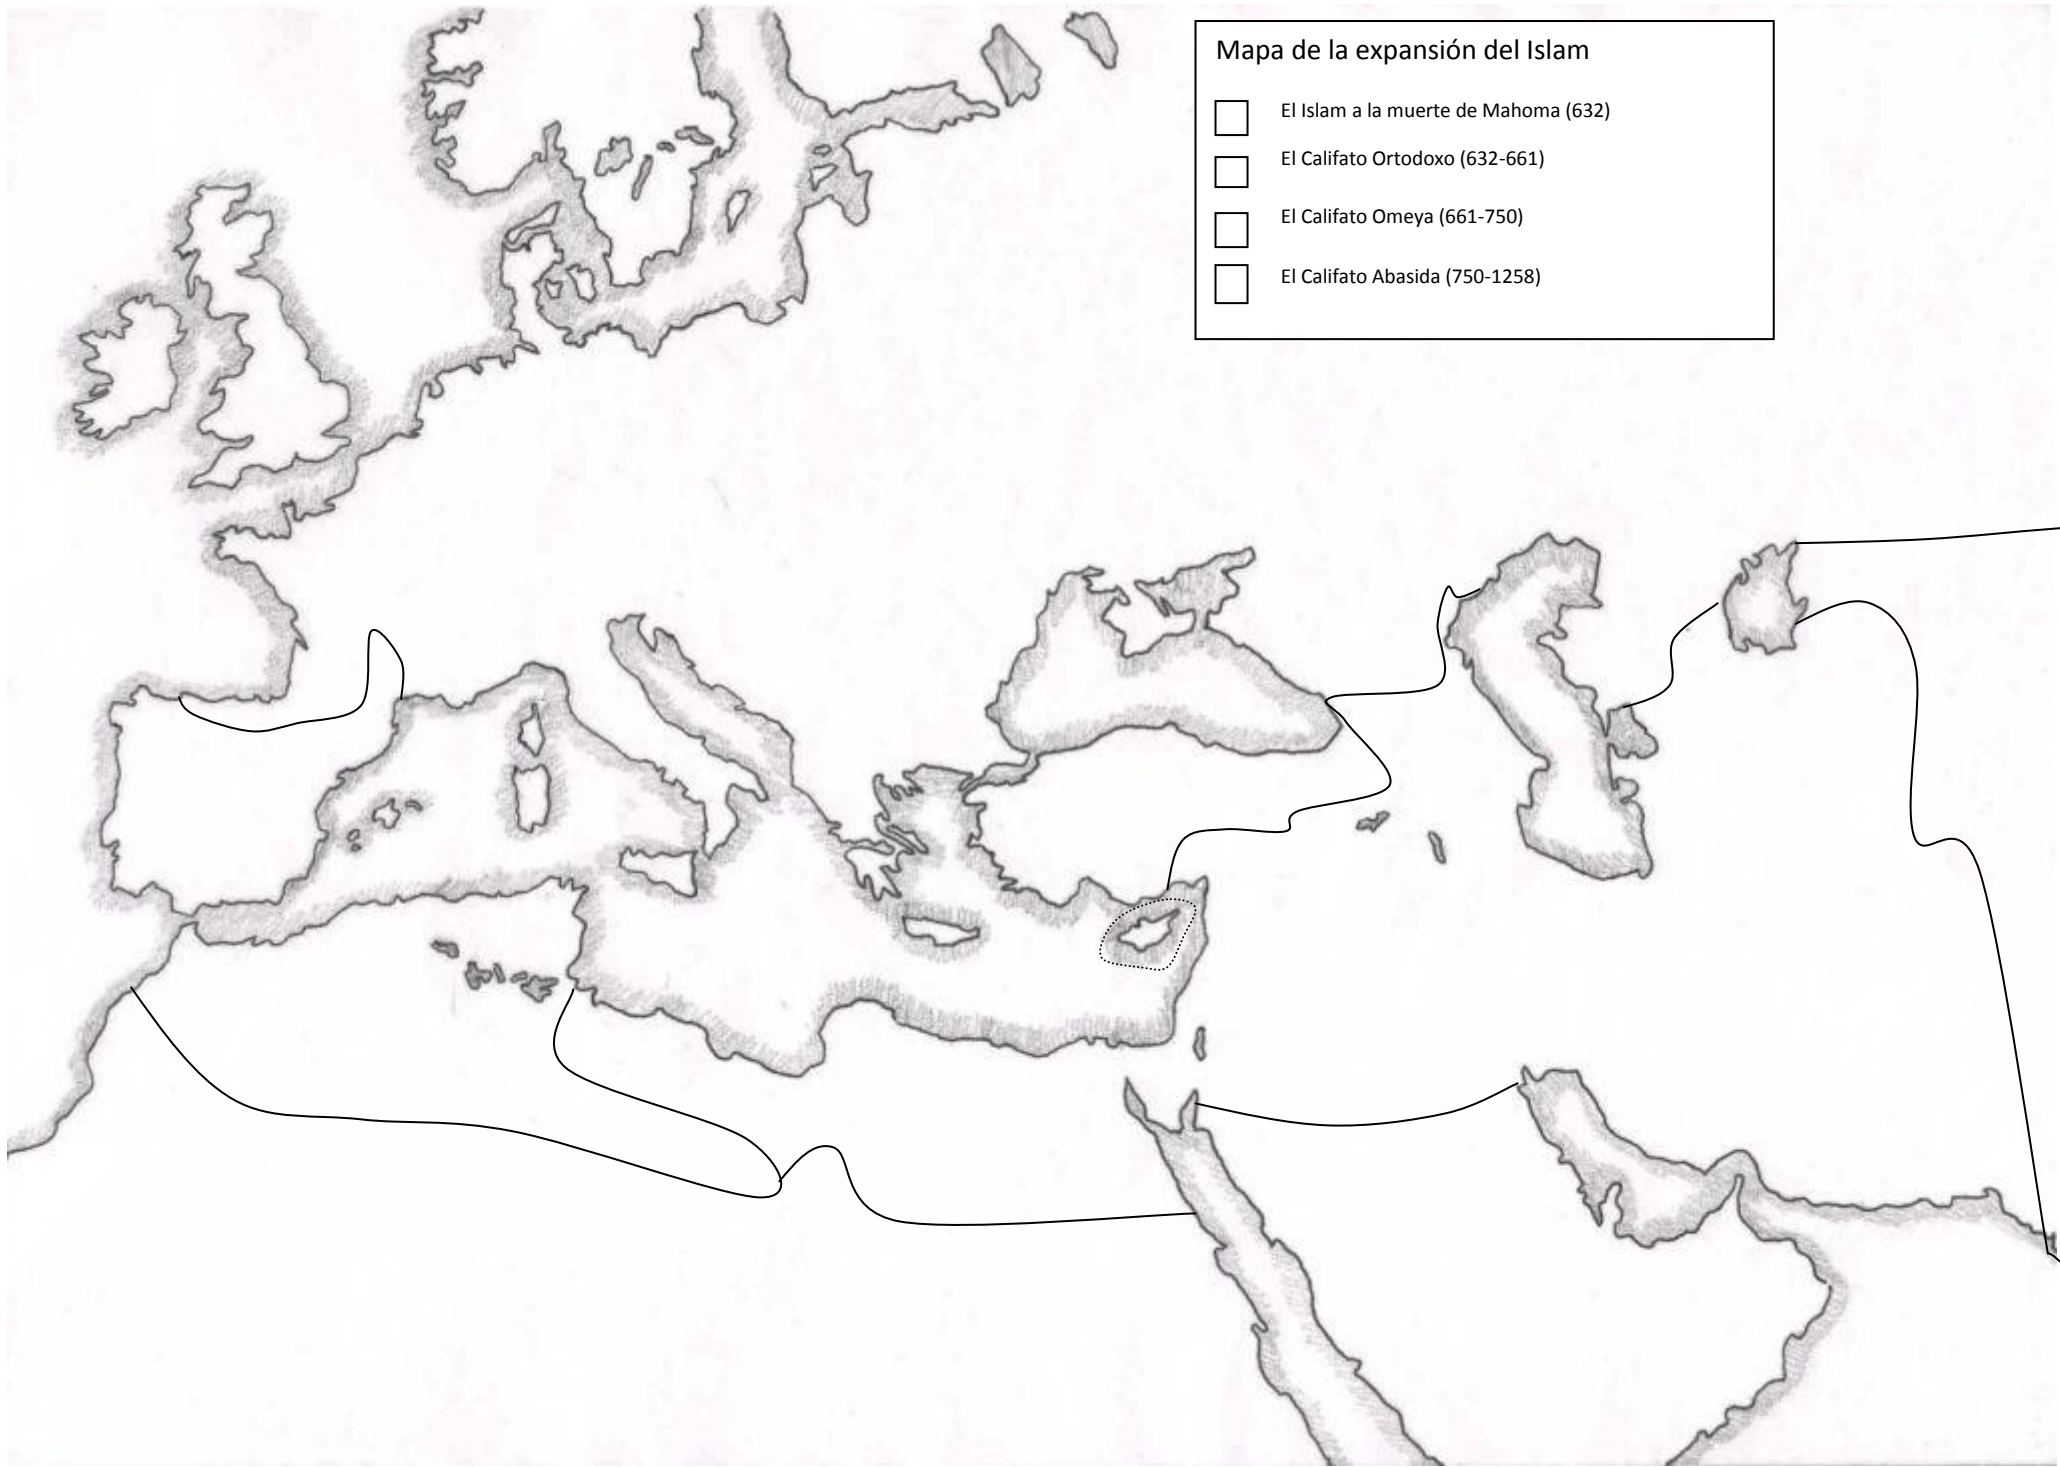 Mapa de la expansión del Islam
El Islam a la muerte de Mahoma (632)
El Califato Ortodoxo (632-661)
El Califato Omeya (661-750)
El Califato Abasida (750-1258)